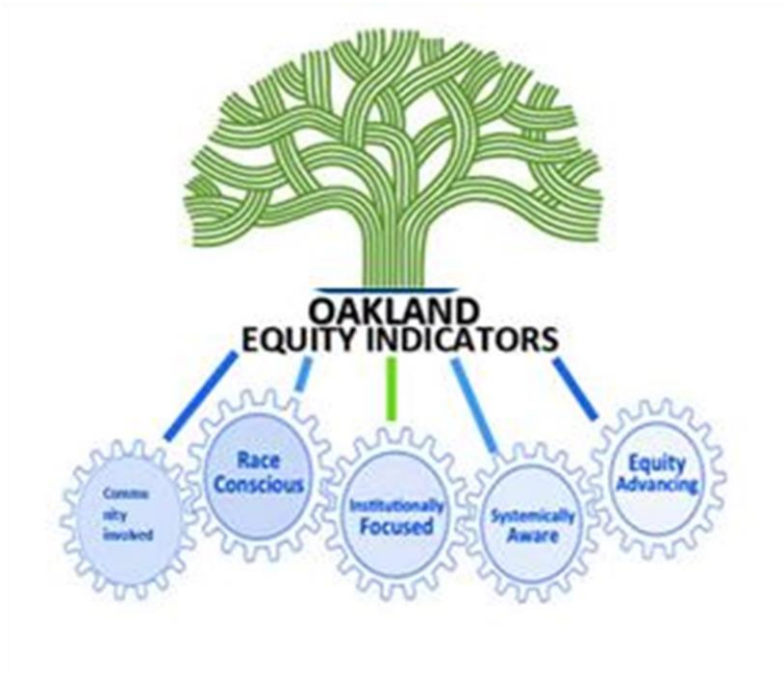 OAKLAND
EQUITY INDICATORS
Commu
nity
involved
Race
Conscious
Institutionally
Focused
Systemically
Aware
Equity
Advancing